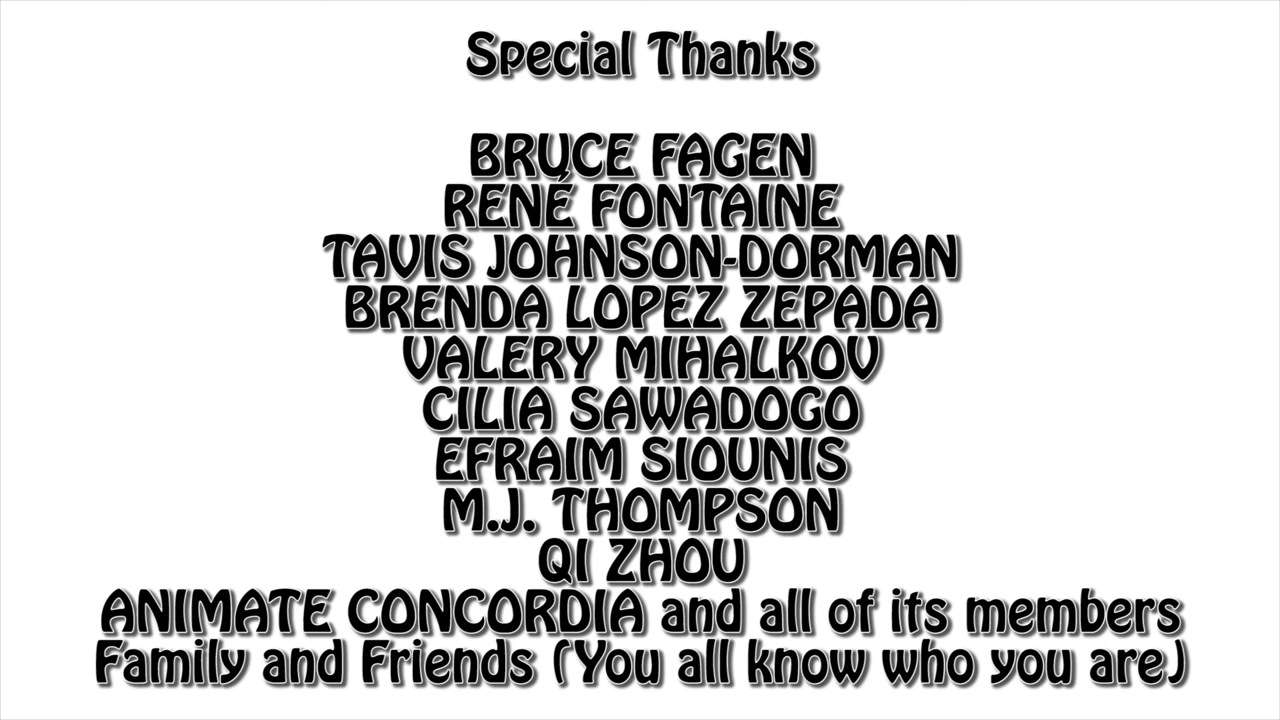 Special Thanks
BRUCE FAGEN
RENÉ FONTAINE
TAVIS JOHNSON-DORMAN
BRENDA LOPEZ ZEPADA
VALERY MIHALKOV
CILIA SAWADOGO
EFRAIM SIOUNIS
M.J. THOMPSON
QI ZHOU
ANIMATE CONCORDIA and all of its members
Family and Friends (You all know who you are)